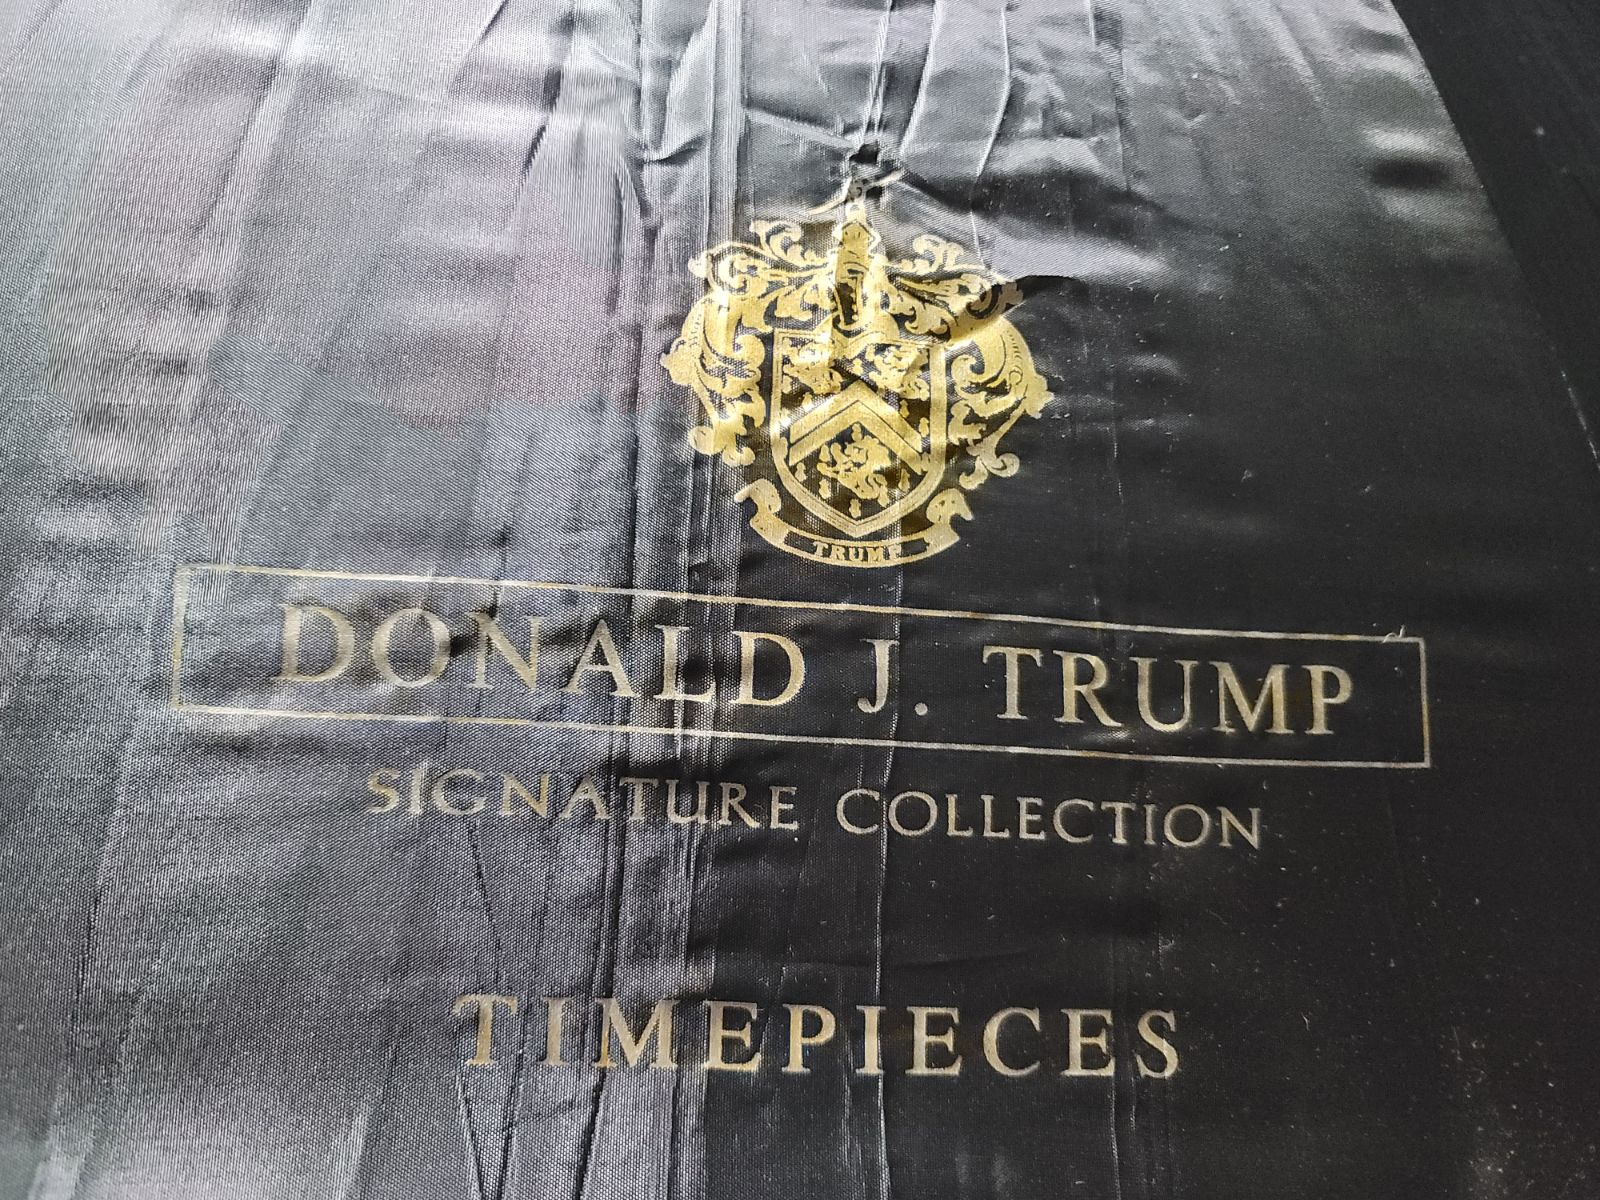 TRUMP
DONALD J. TRUMP
SIGNATURE COLLECTION
TIMEPIECES